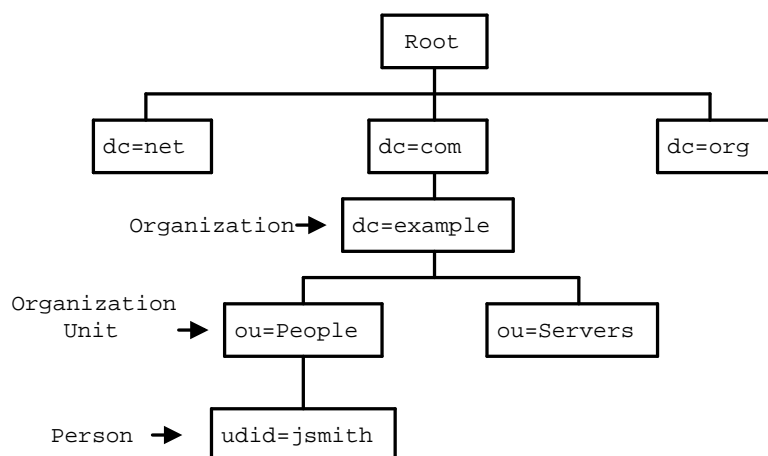 Root
dc=net
dc=com
dc=org
Organization
dc=example
Organization
Unit
ou=People
ou=Servers
Person
udid=jsmith